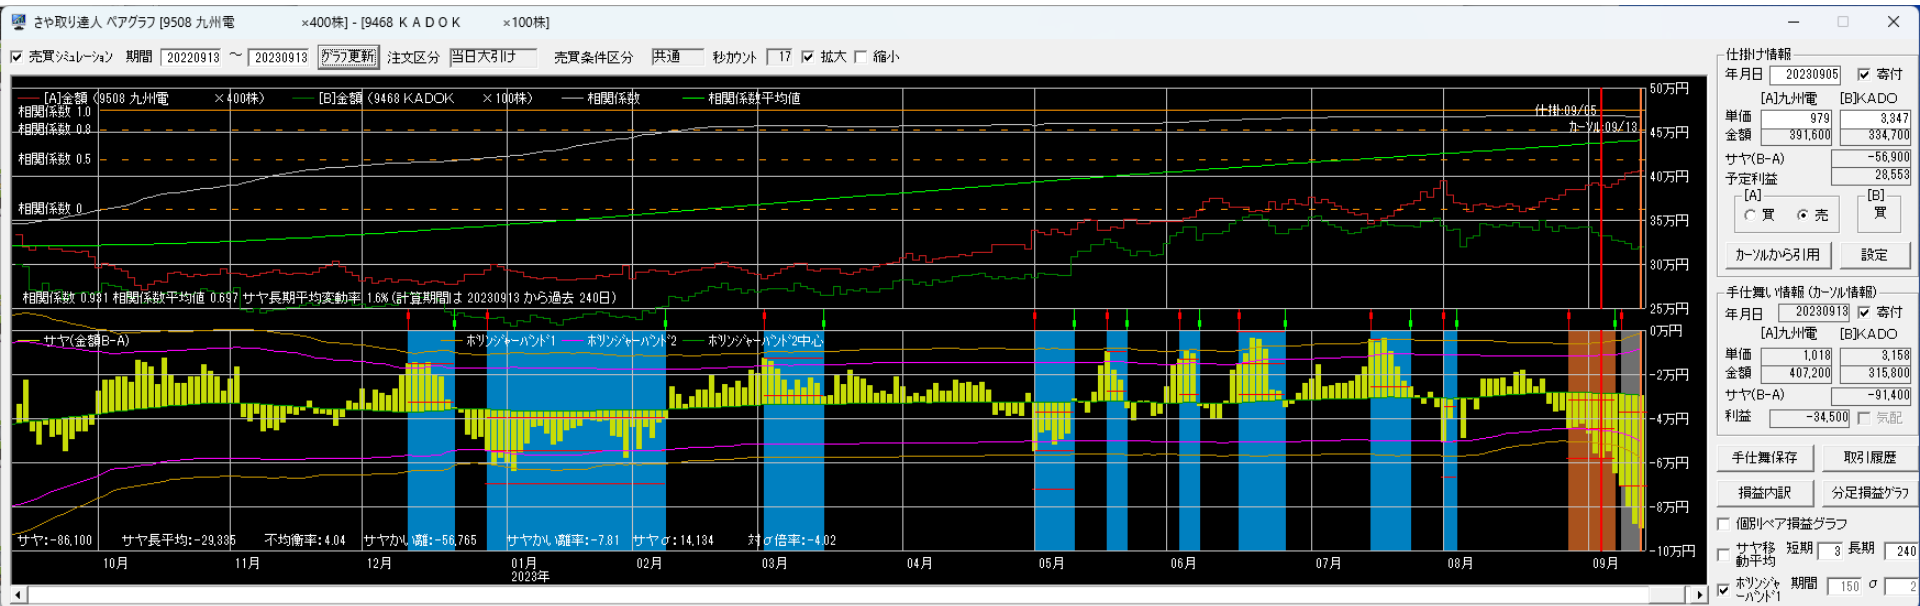 さや取り達人 ペアグラフ [9508 九州電 ×400株] - [9468 ＫＡＤＯＫ ×100株]
売買シミュレーション 期間 20220913 ～ 20230913 グラフ更新 注文区分 当日大引け 売買条件区分 共通 秒カウント 17 拡大 縮小
[A]金額 (9508 九州電 ×400株) [B]金額 (9468 KADOK ×100株) 相関係数 相関係数平均値
相関係数 1.0
相関係数 0.8
相関係数 0.5
相関係数 0
仕掛:09/05
カーソル:09/13
50万円
45万円
40万円
35万円
30万円
25万円
相関係数 0.931 相関係数平均値 0.697 サヤ長期平均変動率 1.6% (計算期間は 20230913 から過去 240日)
サヤ(金額B-A) ボリンジャーバンド1 ボリンジャーバンド2 ボリンジャーバンド2中心
0万円
-2万円
-4万円
-6万円
-8万円
-10万円
サヤ:-86,100 サヤ長平均:-29,335 不均衡率:4.04 サヤかい離:-56,765 サヤかい離率:-7.81 サヤσ:14,134 対σ倍率:-4.02
10月 11月 12月 01月 02月 03月 04月 05月 06月 07月 08月 09月
2023年
仕掛け情報
年月日 20230905 寄付
[A]九州電 [B]KADO
単価 979 3,347
金額 391,600 334,700
サヤ(B-A) -56,900
予定利益 28,553
[A] [B]
買 売 買
カーソルから引用 設定
手仕舞い情報 (カーソル情報)
年月日 20230913 寄付
[A]九州電 [B]KADO
単価 1,018 3,158
金額 407,200 315,800
サヤ(B-A) -91,400
利益 -34,500 気配
手仕舞保存 取引履歴
損益内訳 分足損益グラフ
個別ペア損益グラフ
サヤ移動平均 短期 3 長期 240
ボリンジャーバンド1 期間 150 σ 2